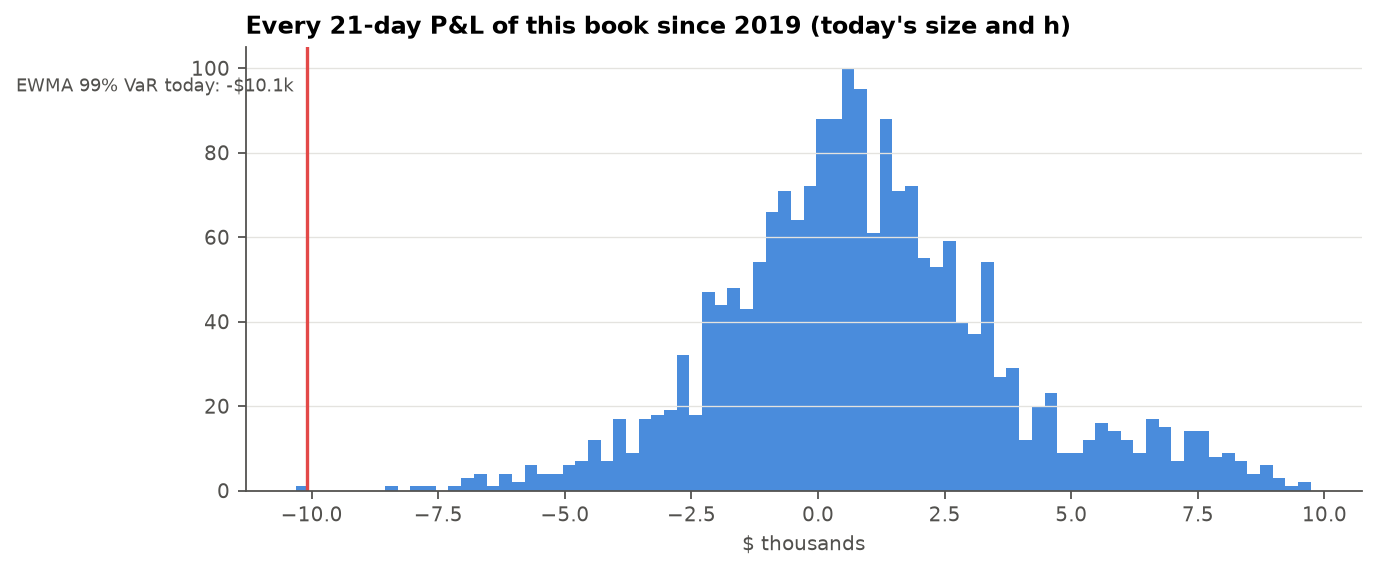 Every 21-day P&L of this book since 2019 (today's size and h)
100
EWMA 99% VaR today: -$10.1k
80
60
40
20
0
−10.0 −7.5 −5.0 −2.5 0.0 2.5 5.0 7.5 10.0
$ thousands